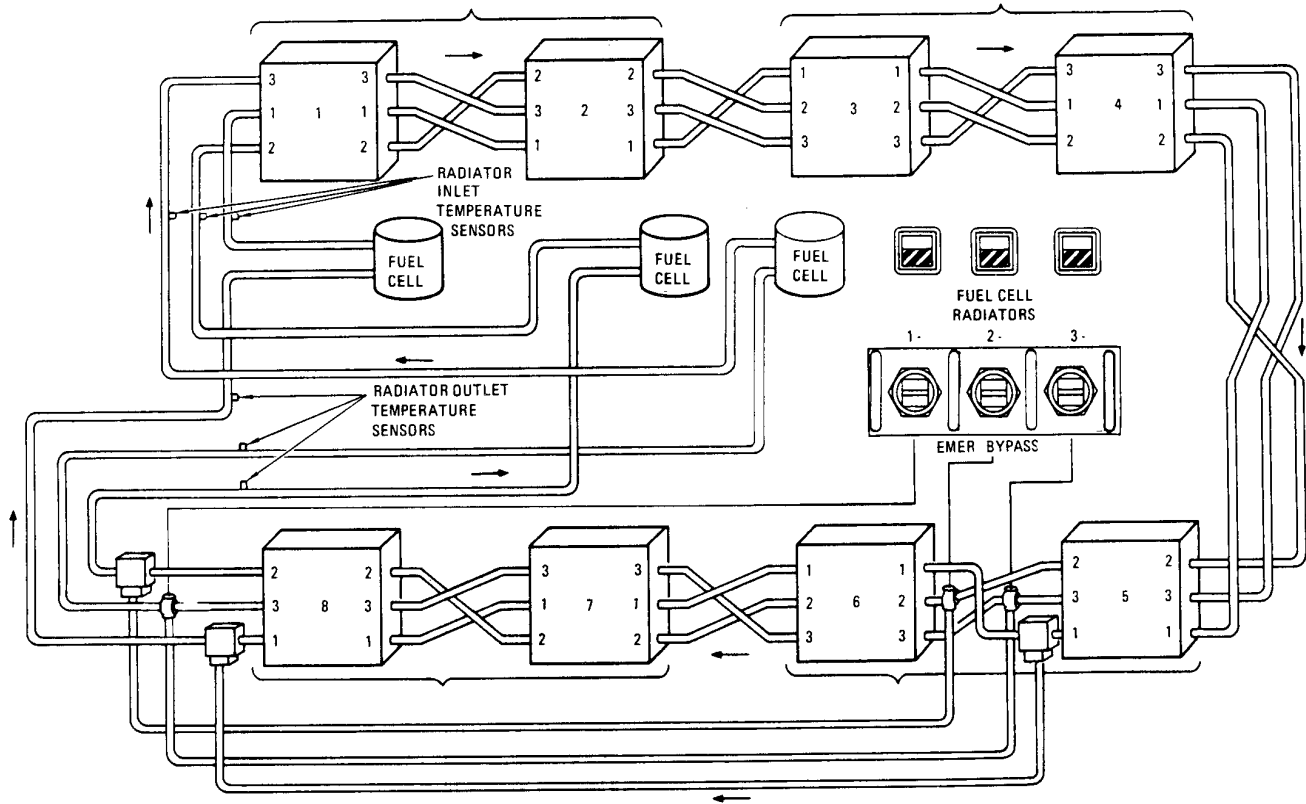 3 3 2 2 1 1 3 3
1 1 1 3 2 3 2 3 2 1 4 1
2 2 1 1 3 3 2 2
RADIATOR
INLET
TEMPERATURE
SENSORS
FUEL
CELL
FUEL
CELL
FUEL
CELL
FUEL CELL
RADIATORS
1- 2- 3-
EMER BYPASS
RADIATOR OUTLET
TEMPERATURE
SENSORS
2 2 3 3 1 1 2 2
3 8 3 1 7 1 2 6 2 3 5 3
1 1 2 2 3 3 1 1